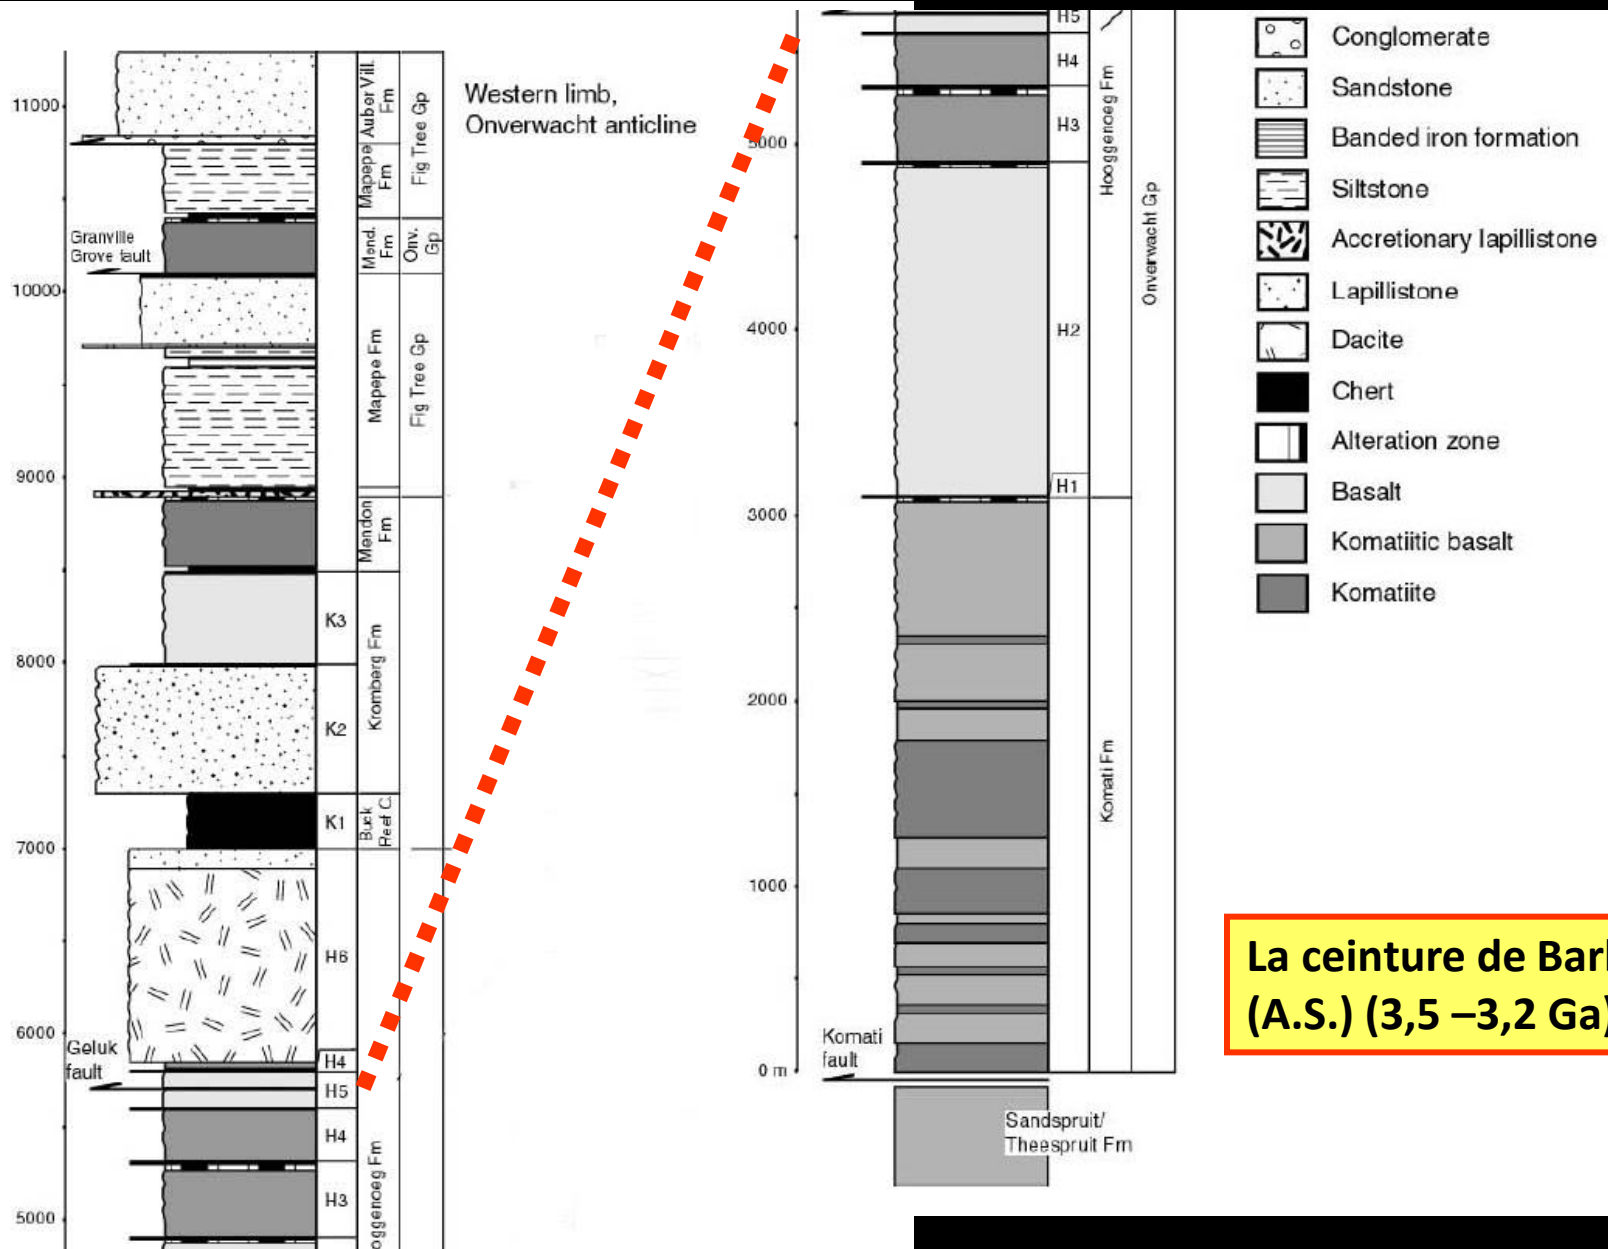 11000
10000
9000
8000
7000
6000
5000
Granville
Grove fault
Geluk
fault
K3
K2
K1
H6
H4
H5
H4
H3
Auber Vill.
Fm
Mapepe
Fm
Mend.
Fm
Mapepe Fm
Mendon
Fm
Kromberg Fm
Buck
Reef C.
oggenoeg Fm
Fig Tree Gp
Onv.
Gp
Fig Tree Gp
Western limb,
Onverwacht anticline
5000
4000
3000
2000
1000
0 m
Komati
fault
H5
H4
H3
H2
H1
Hooggenoeg Fm
Komati Fm
Onverwacht Gp
Sandspruit/
Theespruit Fm
Conglomerate
Sandstone
Banded iron formation
Siltstone
Accretionary lapillistone
Lapillistone
Dacite
Chert
Alteration zone
Basalt
Komatiitic basalt
Komatiite
La ceinture de Barl
(A.S.) (3,5 –3,2 Ga)